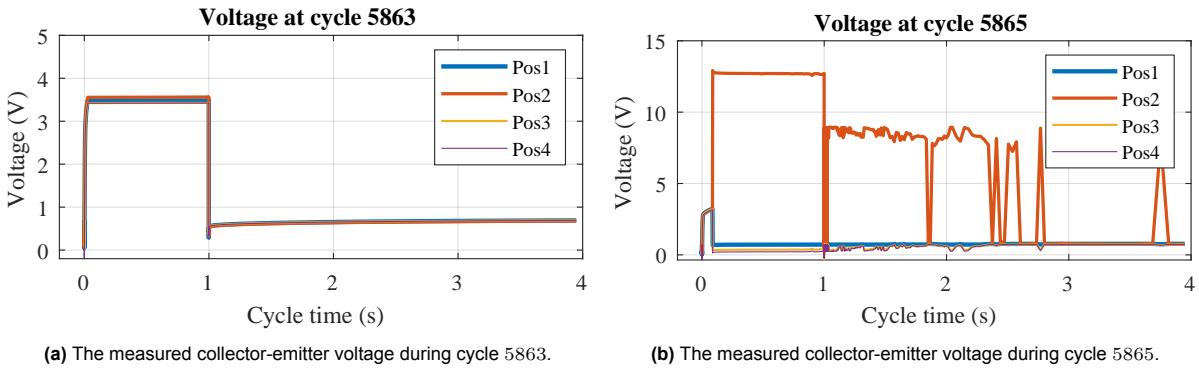 Voltage at cycle 5863
5
4
3
2
1
0
Voltage (V)
0
1
2
3
4
Cycle time (s)
Pos1
Pos2
Pos3
Pos4
(a) The measured collector-emitter voltage during cycle 5863.
Voltage at cycle 5865
15
10
5
0
Voltage (V)
0
1
2
3
4
Cycle time (s)
Pos1
Pos2
Pos3
Pos4
(b) The measured collector-emitter voltage during cycle 5865.